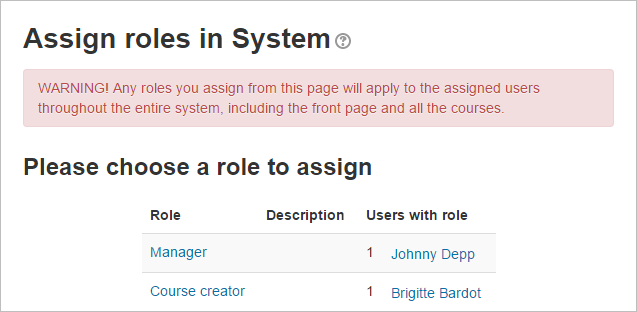 Assign roles in System
WARNING! Any roles you assign from this page will apply to the assigned users
throughout the entire system, including the front page and all the courses.
Please choose a role to assign
Role Description Users with role
Manager 1 Johnny Depp
Course creator 1 Brigitte Bardot